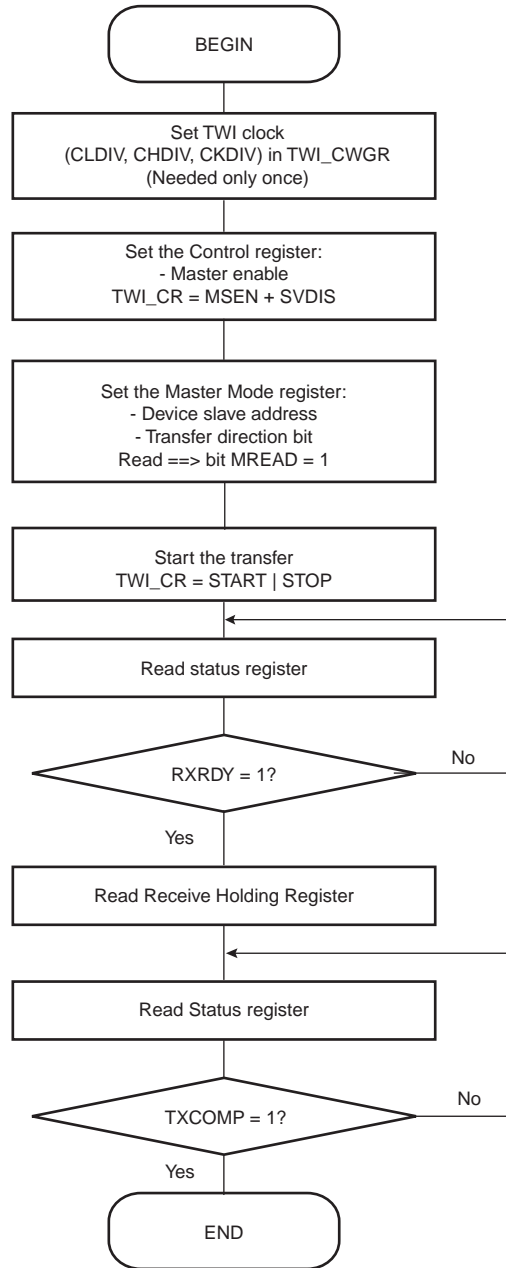 BEGIN
Set TWI clock
(CLDIV, CHDIV, CKDIV) in TWI_CWGR
(Needed only once)
Set the Control register:
- Master enable
TWI_CR = MSEN + SVDIS
Set the Master Mode register:
- Device slave address
- Transfer direction bit
Read ==> bit MREAD = 1
Start the transfer
TWI_CR = START | STOP
Read status register
RXRDY = 1?
No
Yes
Read Receive Holding Register
Read Status register
TXCOMP = 1?
No
Yes
END